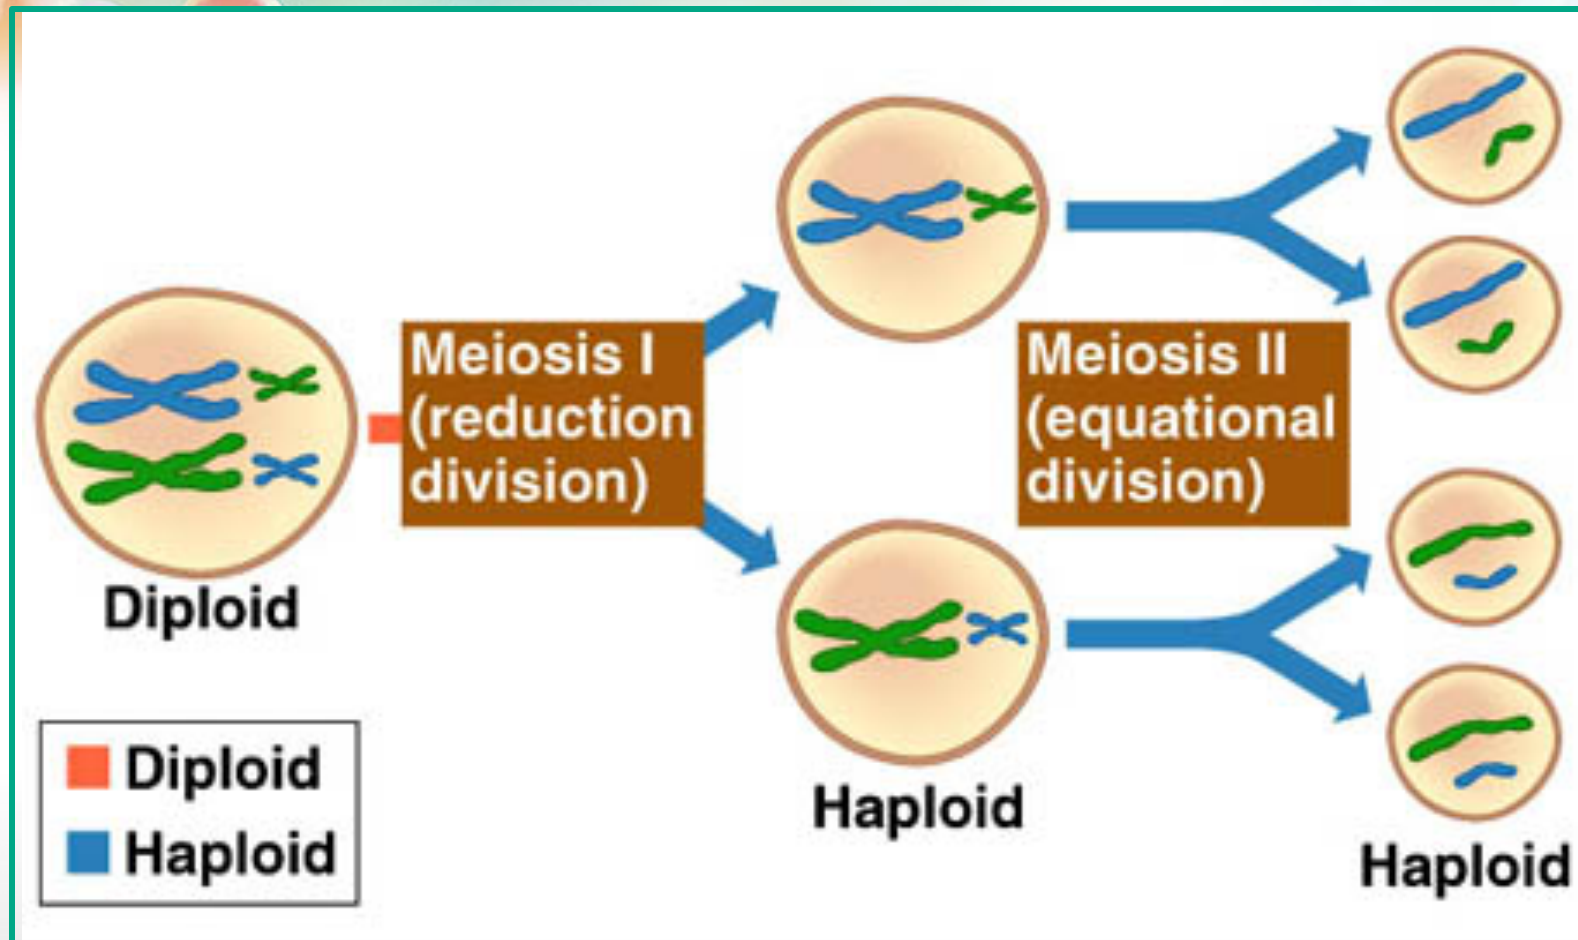 Diploid
Meiosis I
(reduction
division)
Haploid
Meiosis II
(equational
division)
Haploid
Diploid
Haploid